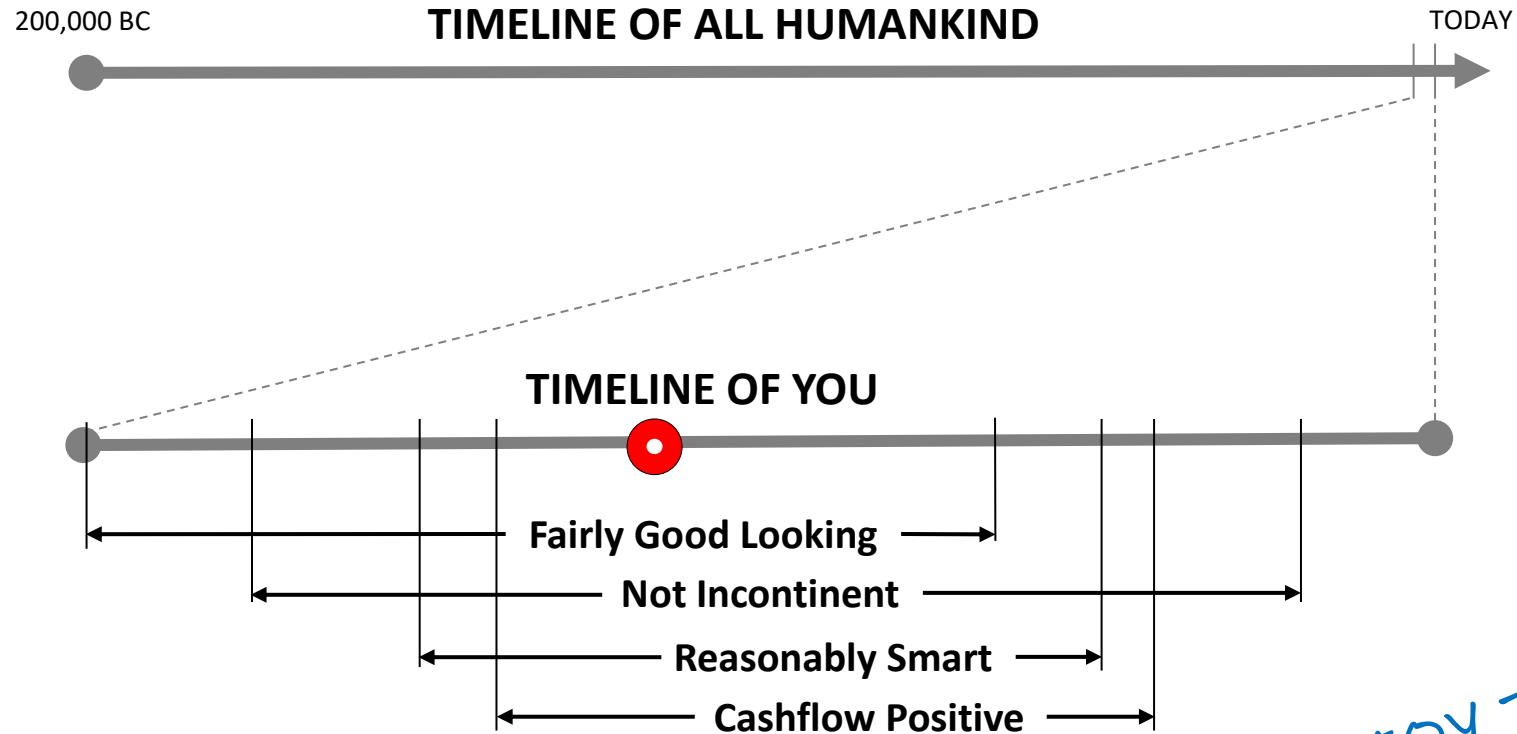 200,000 BC
TIMELINE OF ALL HUMANKIND
TODAY
TIMELINE OF YOU
Fairly Good Looking
Not Incontinent
Reasonably Smart
Cashflow Positive